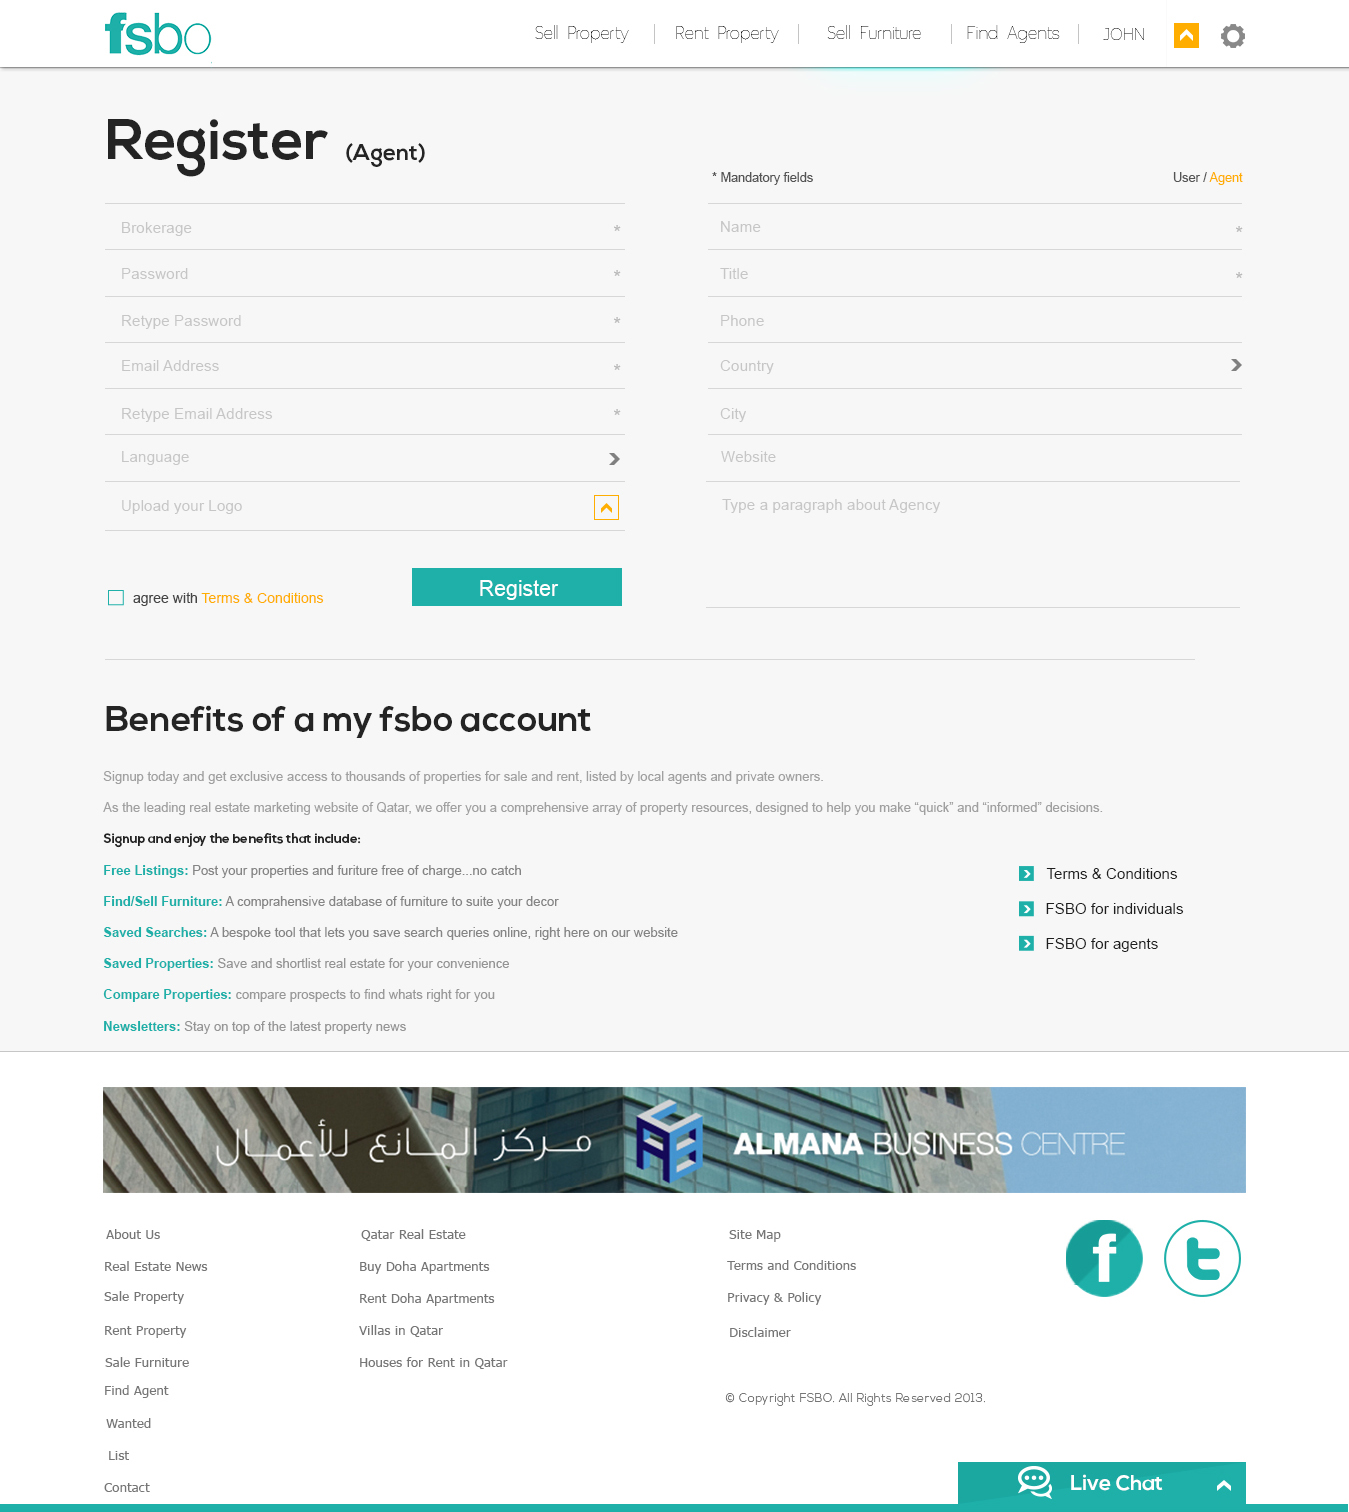 fsbo
Sell Property
Rent Property
Sell Furniture
Find Agents
JOHN
Register (Agent)
* Mandatory fields
User / Agent
Brokerage *
Password *
Retype Password *
Email Address *
Retype Email Address *
Language
Upload your Logo
Name *
Title *
Phone
Country
City
Website
Type a paragraph about Agency
agree with Terms & Conditions
Register
Benefits of a my fsbo account
Signup today and get exclusive access to thousands of properties for sale and rent, listed by local agents and private owners.
As the leading real estate marketing website of Qatar, we offer you a comprehensive array of property resources, designed to help you make “quick” and “informed” decisions.
Signup and enjoy the benefits that include:
Free Listings: Post your properties and furiture free of charge...no catch
Find/Sell Furniture: A comprahensive database of furniture to suite your decor
Saved Searches: A bespoke tool that lets you save search queries online, right here on our website
Saved Properties: Save and shortlist real estate for your convenience
Compare Properties: compare prospects to find whats right for you
Newsletters: Stay on top of the latest property news
Terms & Conditions
FSBO for individuals
FSBO for agents
مركز المانع للأعمال
ALMANA BUSINESS CENTRE
About Us
Real Estate News
Sale Property
Rent Property
Sale Furniture
Find Agent
Wanted
List
Contact
Qatar Real Estate
Buy Doha Apartments
Rent Doha Apartments
Villas in Qatar
Houses for Rent in Qatar
Site Map
Terms and Conditions
Privacy & Policy
Disclaimer
© Copyright FSBO. All Rights Reserved 2013.
Live Chat